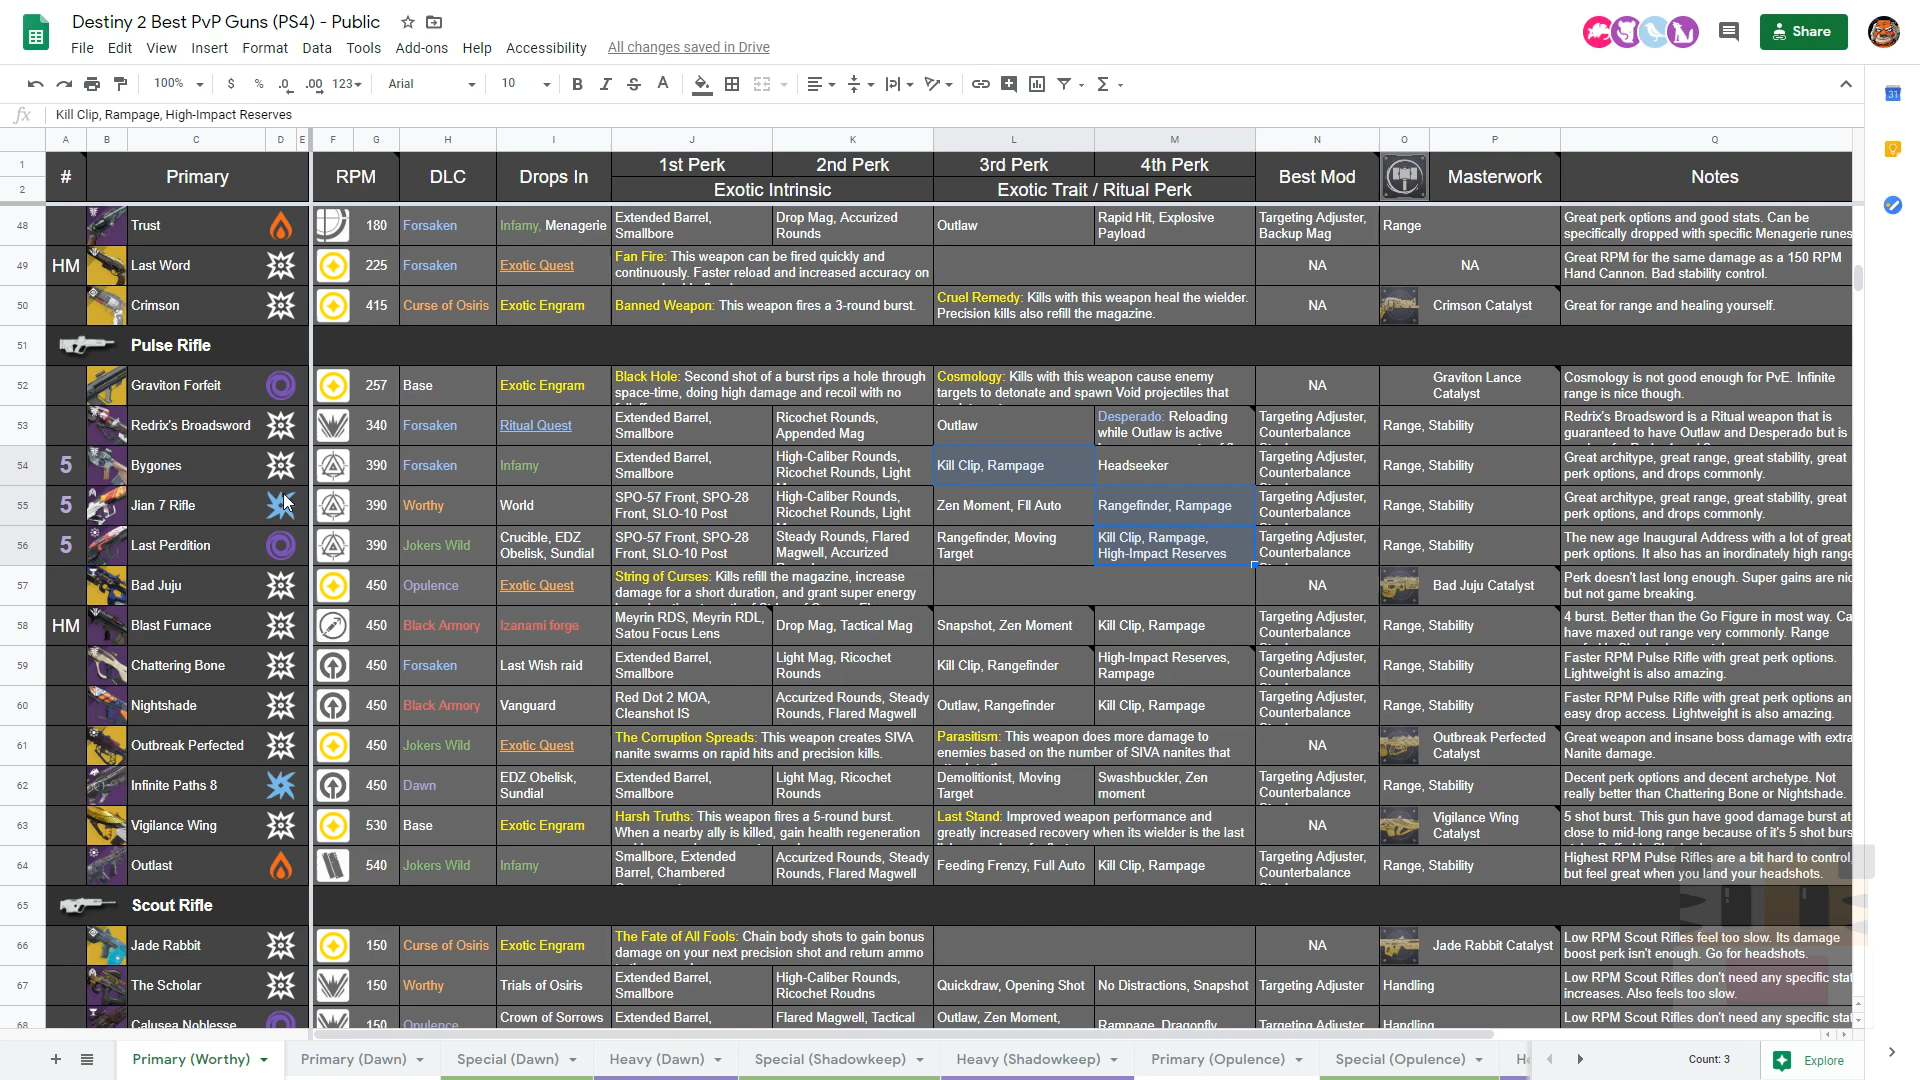 Destiny 2 Best PvP Guns (PS4) - Public
File Edit View Insert Format Data Tools Add-ons Help Accessibility All changes saved in Drive
Share
100% $ % .0 .00 123 Arial 10 B I S A
fx Kill Clip, Rampage, High-Impact Reserves
A B C D E F G H I J K L M N O P Q
1 # Primary RPM DLC Drops In 1st Perk 2nd Perk 3rd Perk 4th Perk Best Mod Masterwork Notes
2 Exotic Intrinsic Exotic Trait / Ritual Perk
48 Trust 180 Forsaken Infamy, Menagerie Extended Barrel, Smallbore Drop Mag, Accurized Rounds Outlaw Rapid Hit, Explosive Payload Targeting Adjuster, Backup Mag Range Great perk options and good stats. Can be specifically dropped with specific Menagerie runes
49 HM Last Word 225 Forsaken Exotic Quest Fan Fire: This weapon can be fired quickly and continuously. Faster reload and increased accuracy on NA NA Great RPM for the same damage as a 150 RPM Hand Cannon. Bad stability control.
50 Crimson 415 Curse of Osiris Exotic Engram Banned Weapon: This weapon fires a 3-round burst. Cruel Remedy: Kills with this weapon heal the wielder. Precision kills also refill the magazine. NA Crimson Catalyst Great for range and healing yourself.
51 Pulse Rifle
52 Graviton Forfeit 257 Base Exotic Engram Black Hole: Second shot of a burst rips a hole through space-time, doing high damage and recoil with no Cosmology: Kills with this weapon cause enemy targets to detonate and spawn Void projectiles that NA Graviton Lance Catalyst Cosmology is not good enough for PvE. Infinite range is nice though.
53 Redrix's Broadsword 340 Forsaken Ritual Quest Extended Barrel, Smallbore Ricochet Rounds, Appended Mag Outlaw Desperado: Reloading while Outlaw is active Targeting Adjuster, Counterbalance Range, Stability Redrix's Broadsword is a Ritual weapon that is guaranteed to have Outlaw and Desperado but is
54 5 Bygones 390 Forsaken Infamy Extended Barrel, Smallbore High-Caliber Rounds, Ricochet Rounds, Light Kill Clip, Rampage Headseeker Targeting Adjuster, Counterbalance Range, Stability Great architype, great range, great stability, great perk options, and drops commonly.
55 5 Jian 7 Rifle 390 Worthy World SPO-57 Front, SPO-28 Front, SLO-10 Post High-Caliber Rounds, Ricochet Rounds, Light Zen Moment, Fll Auto Rangefinder, Rampage Targeting Adjuster, Counterbalance Range, Stability Great architype, great range, great stability, great perk options, and drops commonly.
56 5 Last Perdition 390 Jokers Wild Crucible, EDZ Obelisk, Sundial SPO-57 Front, SPO-28 Front, SLO-10 Post Steady Rounds, Flared Magwell, Accurized Rangefinder, Moving Target Kill Clip, Rampage, High-Impact Reserves Targeting Adjuster, Counterbalance Range, Stability The new age Inaugural Address with a lot of great perk options. It also has an inordinately high range
57 Bad Juju 450 Opulence Exotic Quest String of Curses: Kills refill the magazine, increase damage for a short duration, and grant super energy NA Bad Juju Catalyst Perk doesn't last long enough. Super gains are nic but not game breaking.
58 HM Blast Furnace 450 Black Armory Izanami forge Meyrin RDS, Meyrin RDL, Satou Focus Lens Drop Mag, Tactical Mag Snapshot, Zen Moment Kill Clip, Rampage Targeting Adjuster, Counterbalance Range, Stability 4 burst. Better than the Go Figure in most way. Ca have maxed out range very commonly. Range
59 Chattering Bone 450 Forsaken Last Wish raid Extended Barrel, Smallbore Light Mag, Ricochet Rounds Kill Clip, Rangefinder High-Impact Reserves, Rampage Targeting Adjuster, Counterbalance Range, Stability Faster RPM Pulse Rifle with great perk options. Lightweight is also amazing.
60 Nightshade 450 Black Armory Vanguard Red Dot 2 MOA, Cleanshot IS Accurized Rounds, Steady Rounds, Flared Magwell Outlaw, Rangefinder Kill Clip, Rampage Targeting Adjuster, Counterbalance Range, Stability Faster RPM Pulse Rifle with great perk options an easy drop access. Lightweight is also amazing.
61 Outbreak Perfected 450 Jokers Wild Exotic Quest The Corruption Spreads: This weapon creates SIVA nanite swarms on rapid hits and precision kills. Parasitism: This weapon does more damage to enemies based on the number of SIVA nanites that NA Outbreak Perfected Catalyst Great weapon and insane boss damage with extra Nanite damage.
62 Infinite Paths 8 450 Dawn EDZ Obelisk, Sundial Extended Barrel, Smallbore Light Mag, Ricochet Rounds Demolitionist, Moving Target Swashbuckler, Zen moment Targeting Adjuster, Counterbalance Range, Stability Decent perk options and decent archetype. Not really better than Chattering Bone or Nightshade.
63 Vigilance Wing 530 Base Exotic Engram Harsh Truths: This weapon fires a 5-round burst. When a nearby ally is killed, gain health regeneration Last Stand: Improved weapon performance and greatly increased recovery when its wielder is the last NA Vigilance Wing Catalyst 5 shot burst. This gun have good damage burst at close to mid-long range because of it's 5 shot burs
64 Outlast 540 Jokers Wild Infamy Smallbore, Extended Barrel, Chambered Accurized Rounds, Steady Rounds, Flared Magwell Feeding Frenzy, Full Auto Kill Clip, Rampage Targeting Adjuster, Counterbalance Range, Stability Highest RPM Pulse Rifles are a bit hard to control, but feel great when you land your headshots.
65 Scout Rifle
66 Jade Rabbit 150 Curse of Osiris Exotic Engram The Fate of All Fools: Chain body shots to gain bonus damage on your next precision shot and return ammo NA Jade Rabbit Catalyst Low RPM Scout Rifles feel too slow. Its damage boost perk isn't enough. Go for headshots.
67 The Scholar 150 Worthy Trials of Osiris Extended Barrel, Smallbore High-Caliber Rounds, Ricochet Roudns Quickdraw, Opening Shot No Distractions, Snapshot Targeting Adjuster Handling Low RPM Scout Rifles don't need any specific stat increases. Also feels too slow.
68 Calusea Noblesse 150 Opulence Crown of Sorrows Extended Barrel, Flared Magwell, Tactical Outlaw, Zen Moment, Rampage, Dragonfly Targeting Adjuster Handling Low RPM Scout Rifles don't need any specific stat
Primary (Worthy) Primary (Dawn) Special (Dawn) Heavy (Dawn) Special (Shadowkeep) Heavy (Shadowkeep) Primary (Opulence) Special (Opulence) Count: 3 Explore